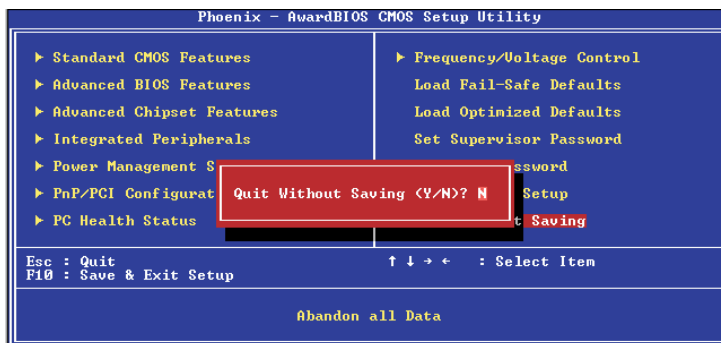 Phoenix - AwardBIOS CMOS Setup Utility
▶ Standard CMOS Features
▶ Advanced BIOS Features
▶ Advanced Chipset Features
▶ Integrated Peripherals
▶ Power Management S
▶ PnP/PCI Configurat
▶ PC Health Status
▶ Frequency/Voltage Control
Load Fail-Safe Defaults
Load Optimized Defaults
Set Supervisor Password
ssword
Setup
t Saving
Quit Without Saving (Y/N)? N
Esc : Quit
F10 : Save & Exit Setup
↑ ↓ → ← : Select Item
Abandon all Data